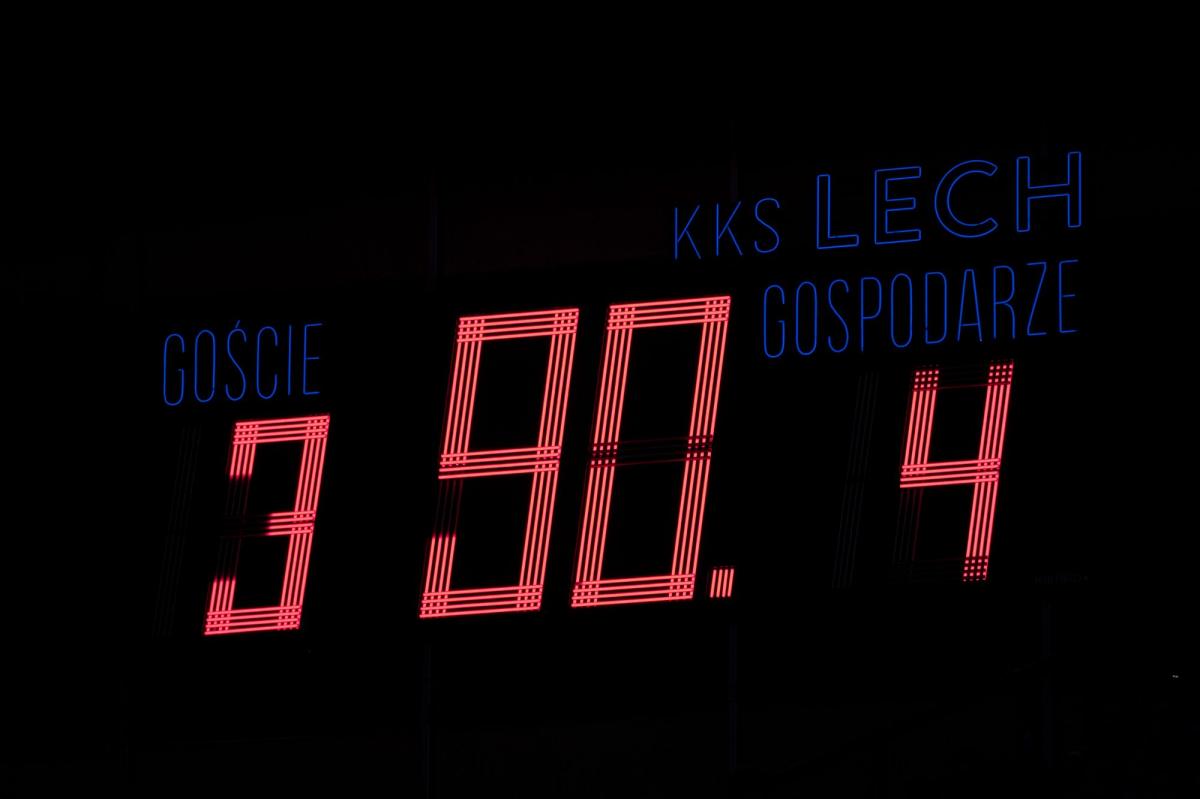 KKS LECH
GOSPODARZE
GOŚCIE
3 90. 4